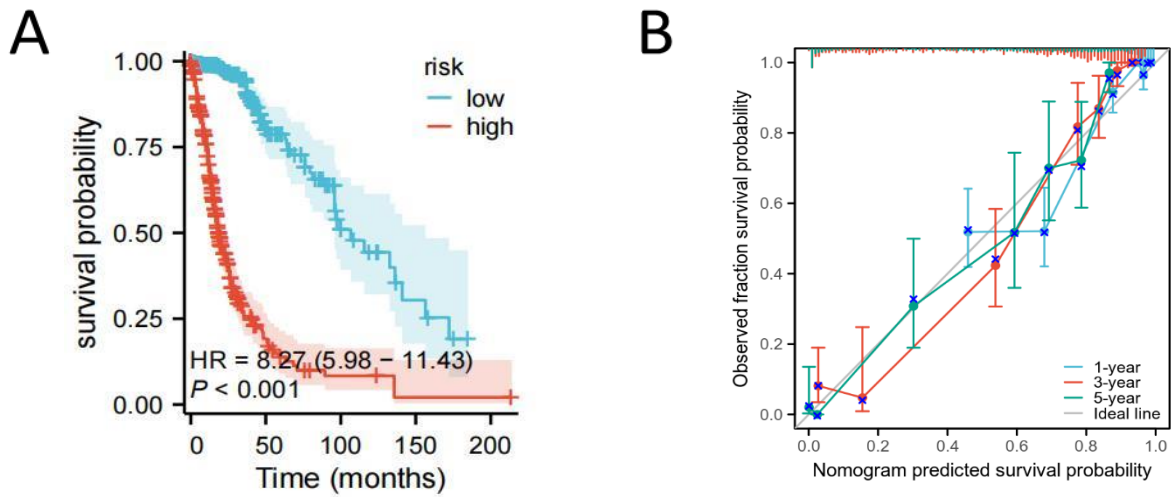 A
survival probability
1.00
0.75
0.50
0.25
0.00
risk
low
high
HR = 8.27 (5.98 − 11.43)
P < 0.001
0 50 100 150 200
Time (months)
B
Observed fraction survival probability
1.0
0.8
0.6
0.4
0.2
0.0
1-year
3-year
5-year
Ideal line
0.0 0.2 0.4 0.6 0.8 1.0
Nomogram predicted survival probability